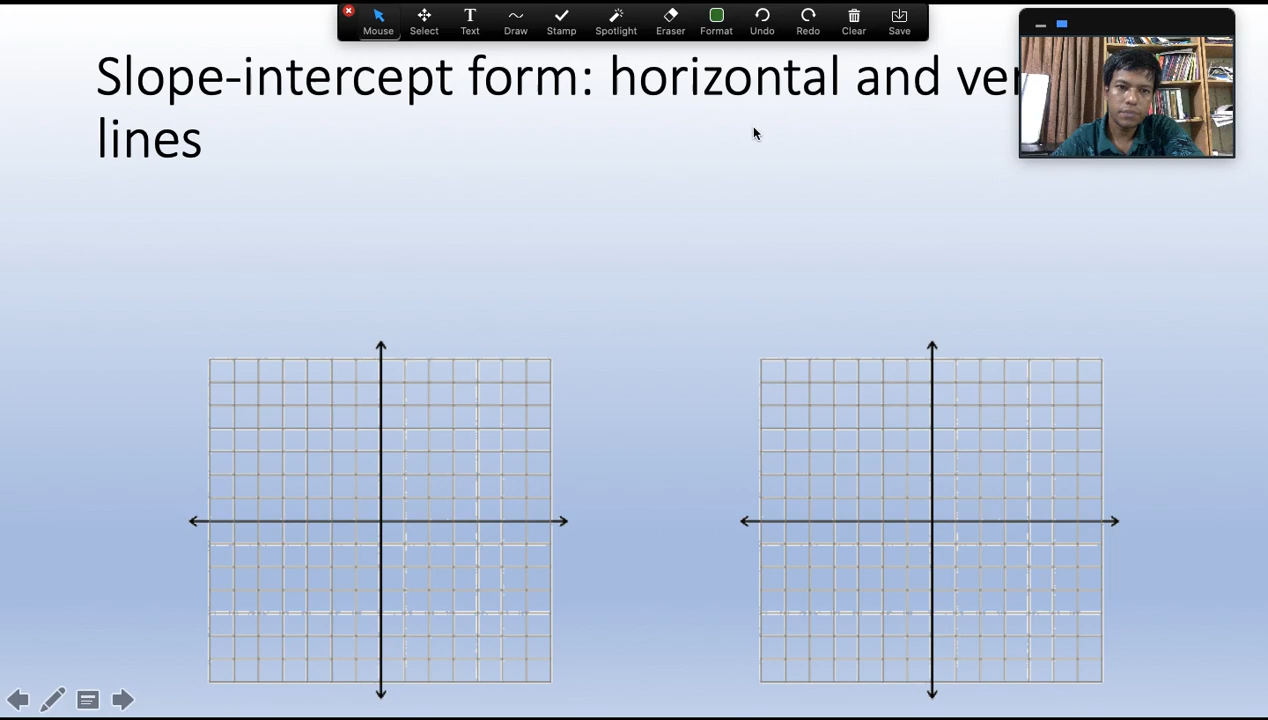 Mouse Select Text Draw Stamp Spotlight Eraser Format Undo Redo Clear Save
Slope-intercept form: horizontal and ver
lines